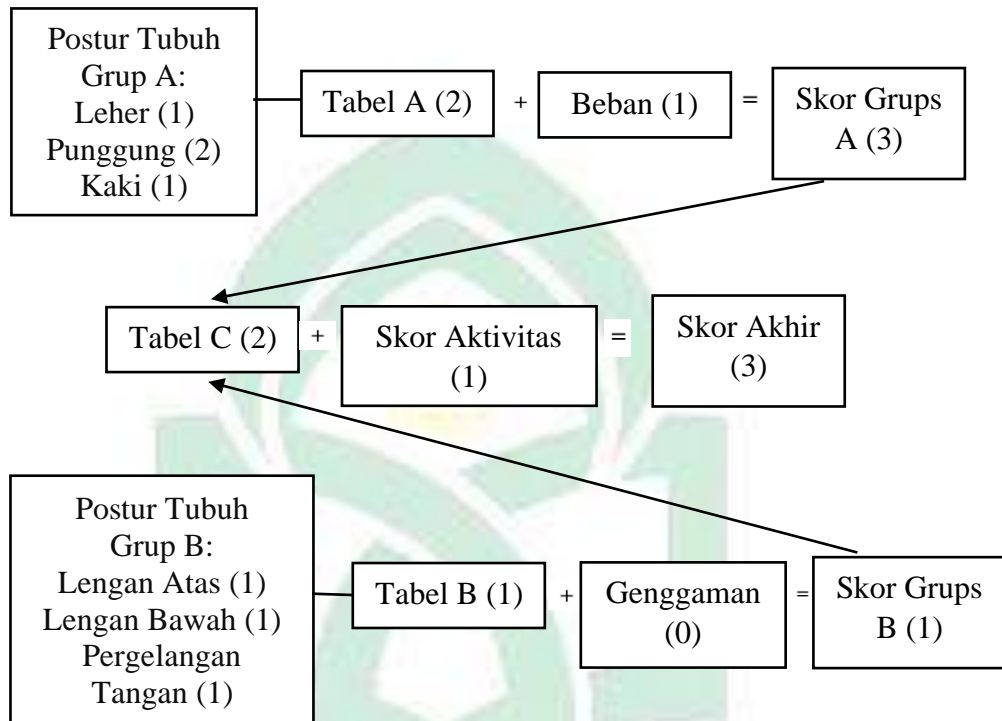 Postur Tubuh
Grup A:
Leher (1)
Punggung (2)
Kaki (1)
Tabel A (2)
+
Beban (1)
=
Skor Grups
A (3)
Tabel C (2)
+
Skor Aktivitas
(1)
=
Skor Akhir
(3)
Postur Tubuh
Grup B:
Lengan Atas (1)
Lengan Bawah (1)
Pergelangan
Tangan (1)
Tabel B (1)
+
Genggaman
(0)
=
Skor Grups
B (1)